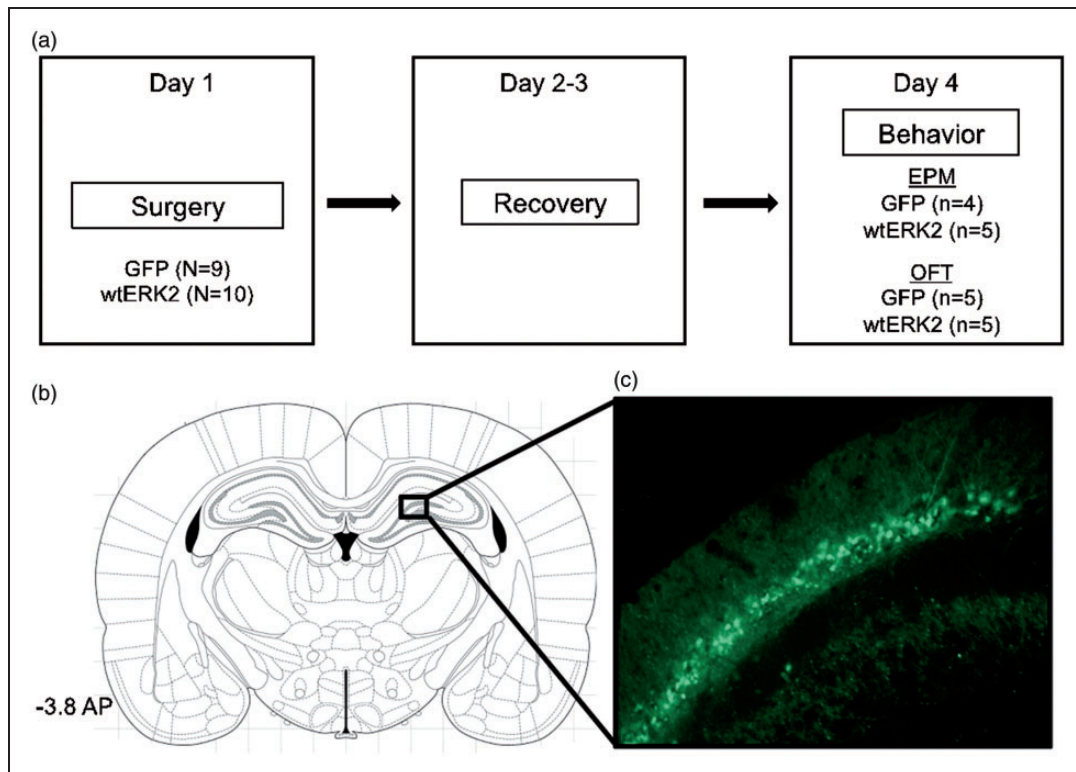 (a)
Day 1
Surgery
GFP (N=9)
wtERK2 (N=10)
Day 2-3
Recovery
Day 4
Behavior
EPM
GFP (n=4)
wtERK2 (n=5)
OFT
GFP (n=5)
wtERK2 (n=5)
(b)
-3.8 AP
(c)